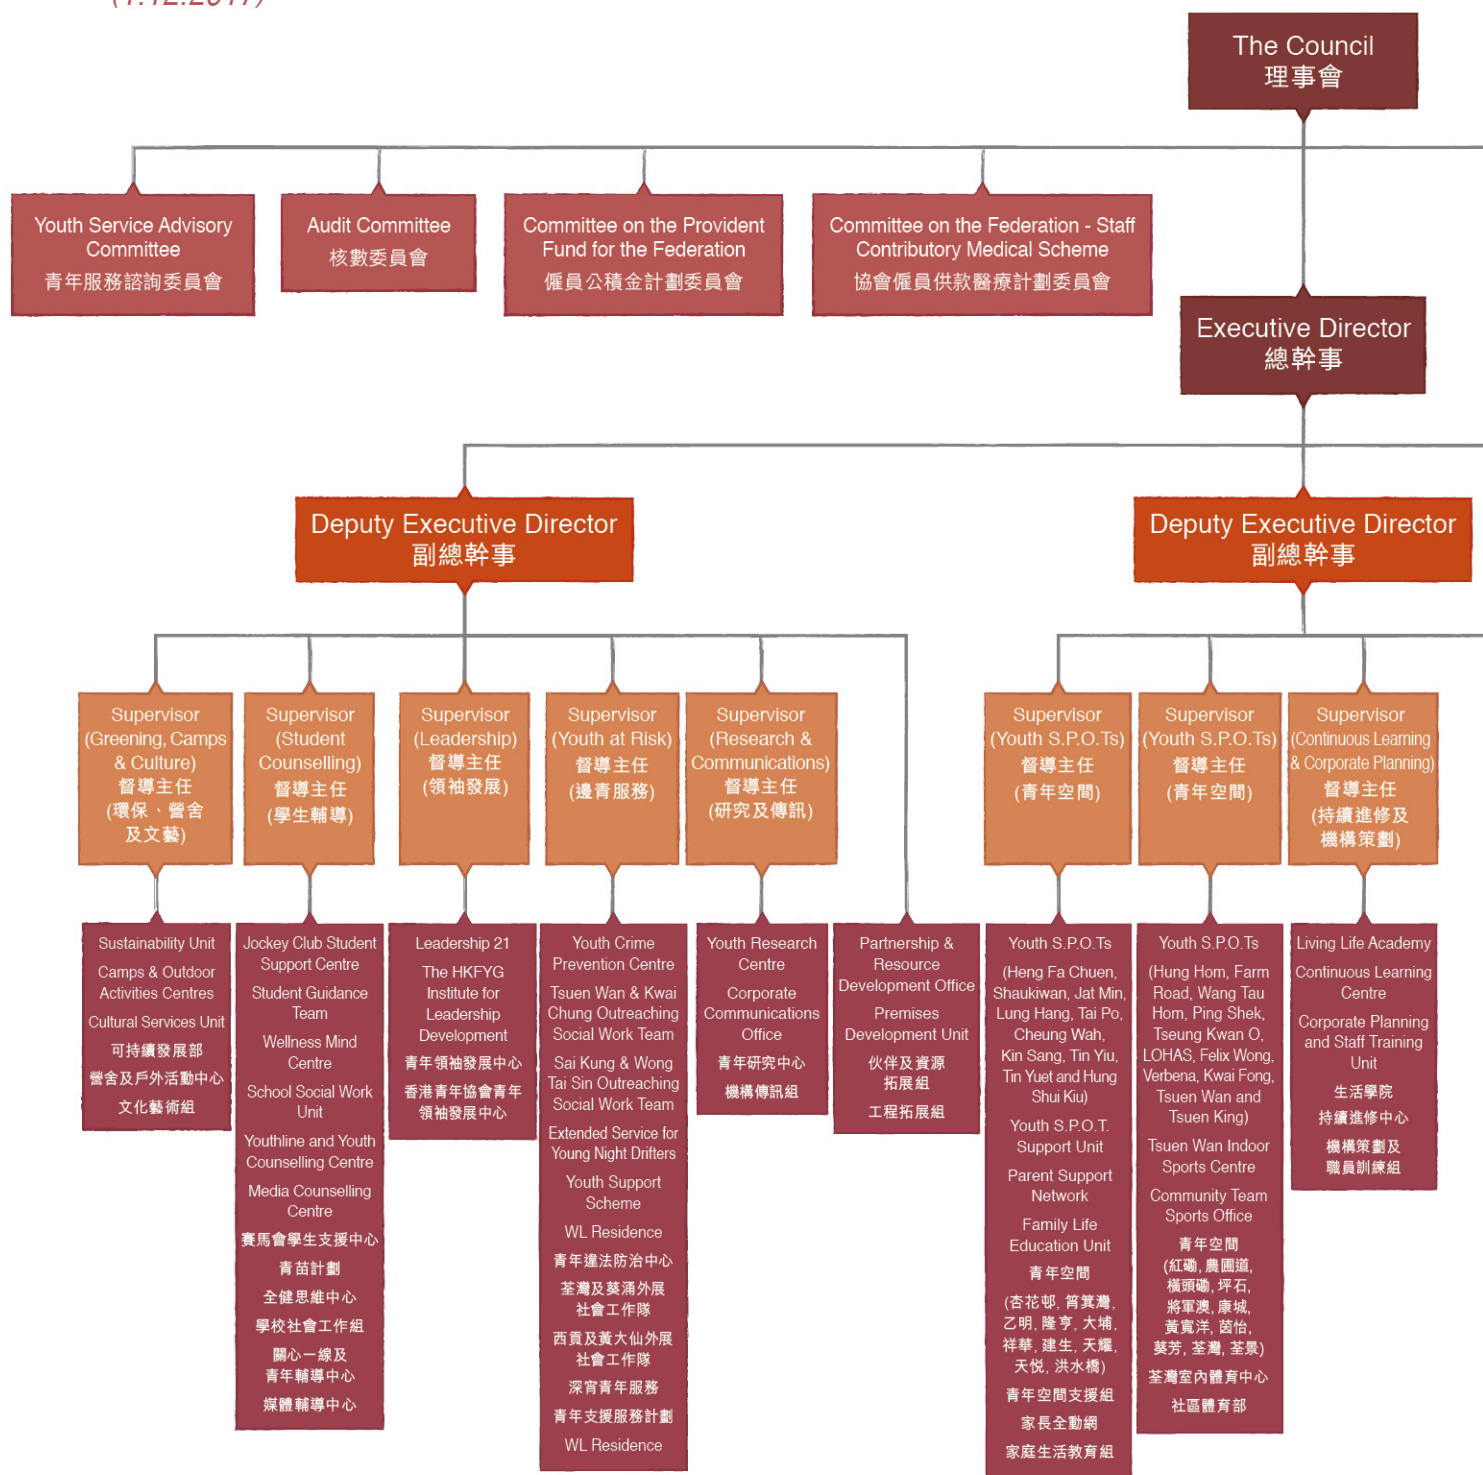 (1.12.2017)
The Council
理事會
Youth Service Advisory
Committee
青年服務諮詢委員會
Audit Committee
核數委員會
Committee on the Provident
Fund for the Federation
僱員公積金計劃委員會
Committee on the Federation - Staff
Contributory Medical Scheme
協會僱員供款醫療計劃委員會
Executive Director
總幹事
Deputy Executive Director
副總幹事
Deputy Executive Director
副總幹事
Supervisor
(Greening, Camps
& Culture)
督導主任
(環保、營舍
及文藝)
Supervisor
(Student
Counselling)
督導主任
(學生輔導)
Supervisor
(Leadership)
督導主任
(領袖發展)
Supervisor
(Youth at Risk)
督導主任
(邊青服務)
Supervisor
(Research &
Communications)
督導主任
(研究及傳訊)
Supervisor
(Youth S.P.O.Ts)
督導主任
(青年空間)
Supervisor
(Youth S.P.O.Ts)
督導主任
(青年空間)
Supervisor
(Continuous Learning
& Corporate Planning)
督導主任
(持續進修及
機構策劃)
Sustainability Unit
Camps & Outdoor
Activities Centres
Cultural Services Unit
可持續發展部
營舍及戶外活動中心
文化藝術組
Jockey Club Student
Support Centre
Student Guidance
Team
Wellness Mind
Centre
School Social Work
Unit
Youthline and Youth
Counselling Centre
Media Counselling
Centre
賽馬會學生支援中心
青苗計劃
全健思維中心
學校社會工作組
關心一線及
青年輔導中心
媒體輔導中心
Leadership 21
The HKFYG
Institute for
Leadership
Development
青年領袖發展中心
香港青年協會青年
領袖發展中心
Youth Crime
Prevention Centre
Tsuen Wan & Kwai
Chung Outreaching
Social Work Team
Sai Kung & Wong
Tai Sin Outreaching
Social Work Team
Extended Service for
Young Night Drifters
Youth Support
Scheme
WL Residence
青年違法防治中心
荃灣及葵涌外展
社會工作隊
西貢及黃大仙外展
社會工作隊
深宵青年服務
青年支援服務計劃
WL Residence
Youth Research
Centre
Corporate
Communications
Office
青年研究中心
機構傳訊組
Partnership &
Resource
Development Office
Premises
Development Unit
伙伴及資源
拓展組
工程拓展組
Youth S.P.O.Ts
(Heng Fa Chuen,
Shaukiwan, Jat Min,
Lung Hang, Tai Po,
Cheung Wah,
Kin Sang, Tin Yiu,
Tin Yuet and Hung
Shui Kiu)
Youth S.P.O.T.
Support Unit
Parent Support
Network
Family Life
Education Unit
青年空間
(杏花邨, 筲箕灣,
乙明, 隆亨, 大埔,
祥華, 建生, 天耀,
天悅, 洪水橋)
青年空間支援組
家長全動網
家庭生活教育組
Youth S.P.O.Ts
(Hung Hom, Farm
Road, Wang Tau
Hom, Ping Shek,
Tseung Kwan O,
LOHAS, Felix Wong,
Verbena, Kwai Fong,
Tsuen Wan and
Tsuen King)
Tsuen Wan Indoor
Sports Centre
Community Team
Sports Office
青年空間
(紅磡, 農圃道,
橫頭磡, 坪石,
將軍澳, 康城,
黃寬洋, 茵怡,
葵芳, 荃灣, 荃景)
荃灣室內體育中心
社區體育部
Living Life Academy
Continuous Learning
Centre
Corporate Planning
and Staff Training
Unit
生活學院
持續進修中心
機構策劃及
職員訓練組